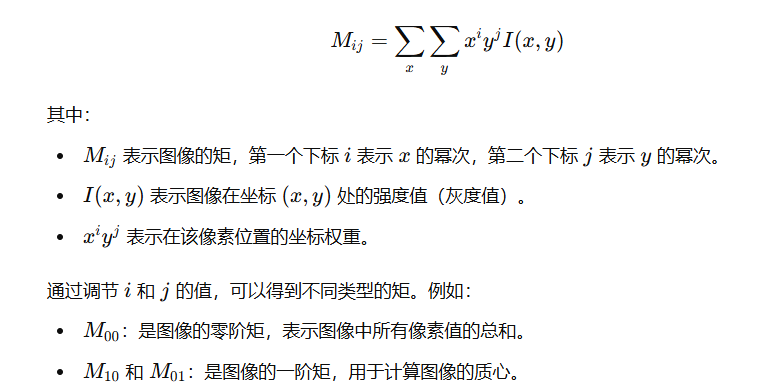 $M_{ij} = \sum_{x} \sum_{y} x^i y^j I(x, y)$
其中：
• $M_{ij}$ 表示图像的矩，第一个下标 $i$ 表示 $x$ 的幂次，第二个下标 $j$ 表示 $y$ 的幂次。
• $I(x, y)$ 表示图像在坐标 $(x, y)$ 处的强度值（灰度值）。
• $x^i y^j$ 表示在该像素位置的坐标权重。
通过调节 $i$ 和 $j$ 的值，可以得到不同类型的矩。例如：
• $M_{00}$：是图像的零阶矩，表示图像中所有像素值的总和。
• $M_{10}$ 和 $M_{01}$：是图像的一阶矩，用于计算图像的质心。